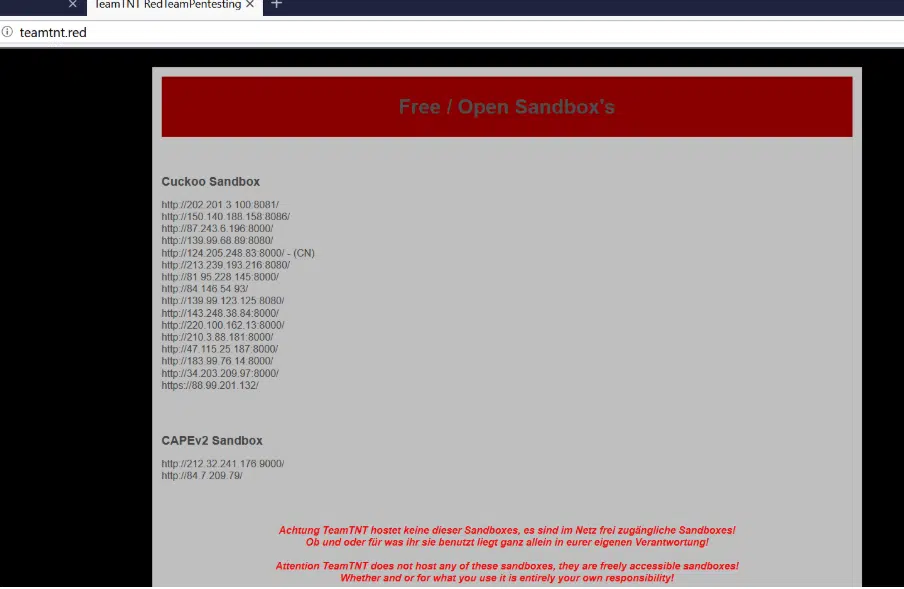 TeamTNT RedTeamPentesting
teamtnt.red
Free / Open Sandbox's
Cuckoo Sandbox
http://202.201.3.100:8081/
http://150.140.188.158:8086/
http://87.243.6.196:8000/
http://139.99.68.89:8080/
http://124.205.248.83:8000/ - (CN)
http://213.239.193.216:8080/
http://81.95.228.145:8000/
http://84.146.54.93/
http://139.99.123.125:8080/
http://143.248.38.84:8000/
http://220.100.162.13:8000/
http://210.3.88.181:8000/
http://47.115.25.187:8000/
http://183.99.76.14:8000/
http://34.203.209.97:8000/
https://88.99.201.132/
CAPEv2 Sandbox
http://212.32.241.176:9000/
http://84.7.209.79/
Achtung TeamTNT hostet keine dieser Sandboxes, es sind im Netz frei zugängliche Sandboxes!
Ob und oder für was ihr sie benutzt liegt ganz allein in eurer eigenen Verantwortung!
Attention TeamTNT does not host any of these sandboxes, they are freely accessible sandboxes!
Whether and or for what you use it is entirely your own responsibility!